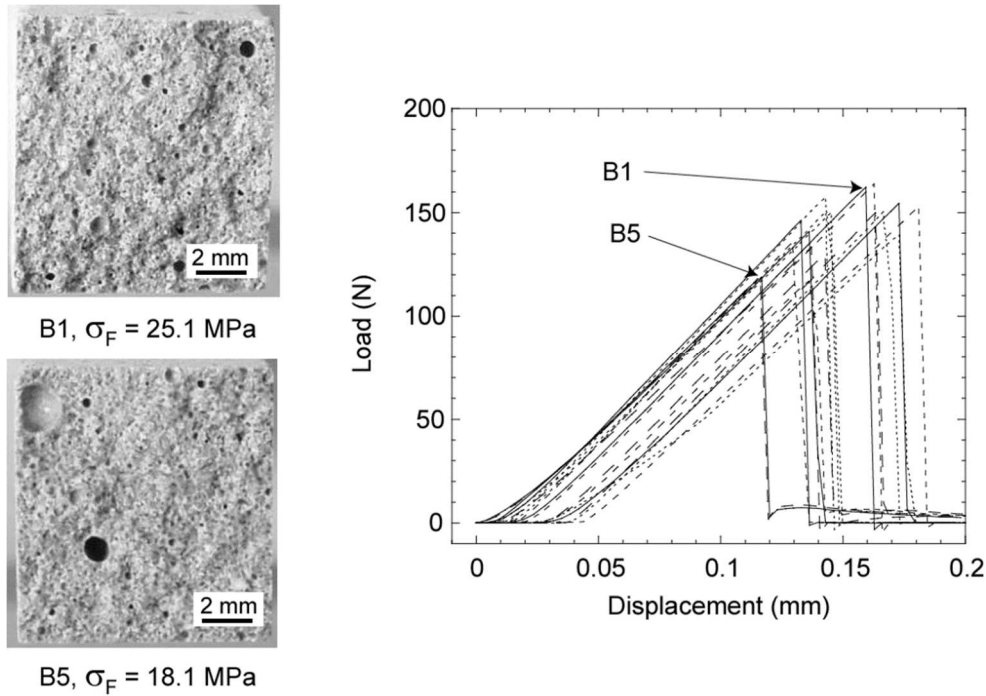 2 mm
B1, σF = 25.1 MPa
2 mm
B5, σF = 18.1 MPa
200
150
100
50
0
Load (N)
B1
B5
0 0.05 0.1 0.15 0.2
Displacement (mm)